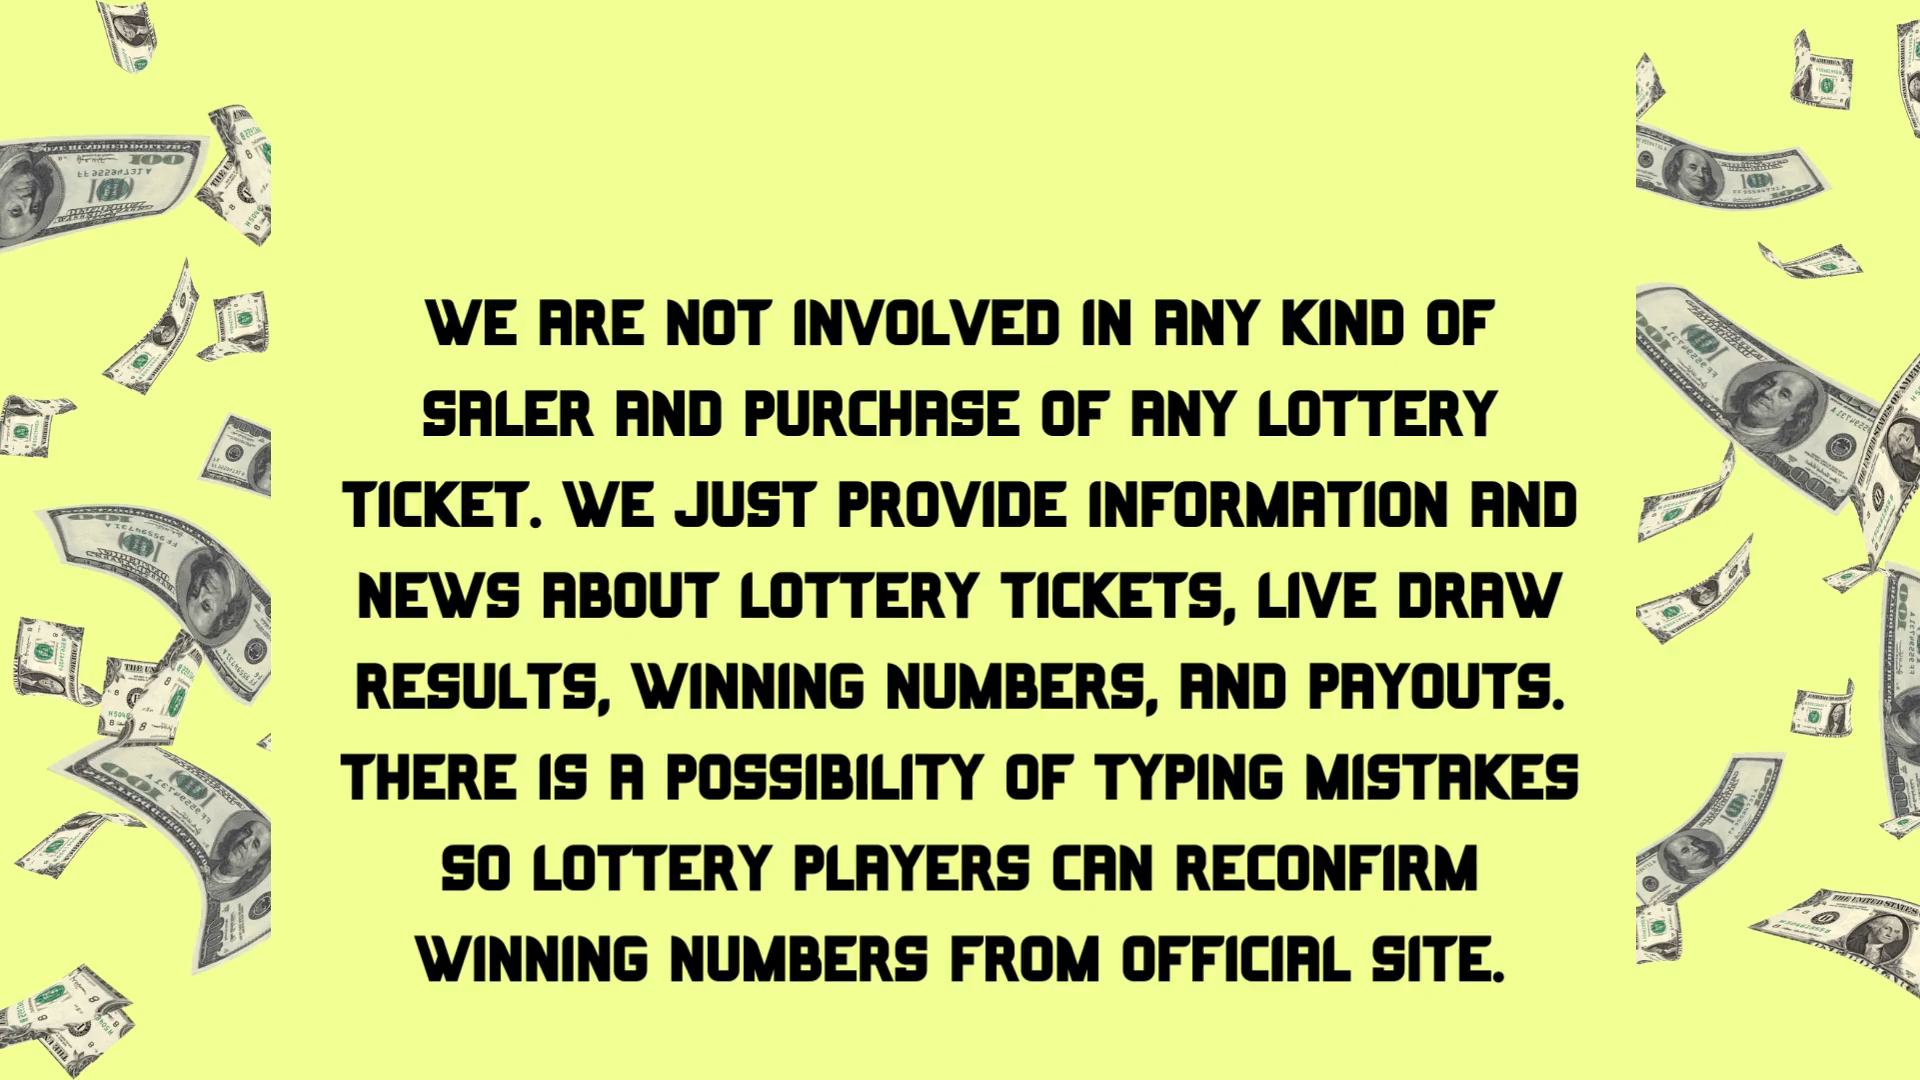 WE ARE NOT INVOLVED IN ANY KIND OF
SALER AND PURCHASE OF ANY LOTTERY
TICKET. WE JUST PROVIDE INFORMATION AND
NEWS ABOUT LOTTERY TICKETS, LIVE DRAW
RESULTS, WINNING NUMBERS, AND PAYOUTS.
THERE IS A POSSIBILITY OF TYPING MISTAKES
SO LOTTERY PLAYERS CAN RECONFIRM
WINNING NUMBERS FROM OFFICIAL SITE.